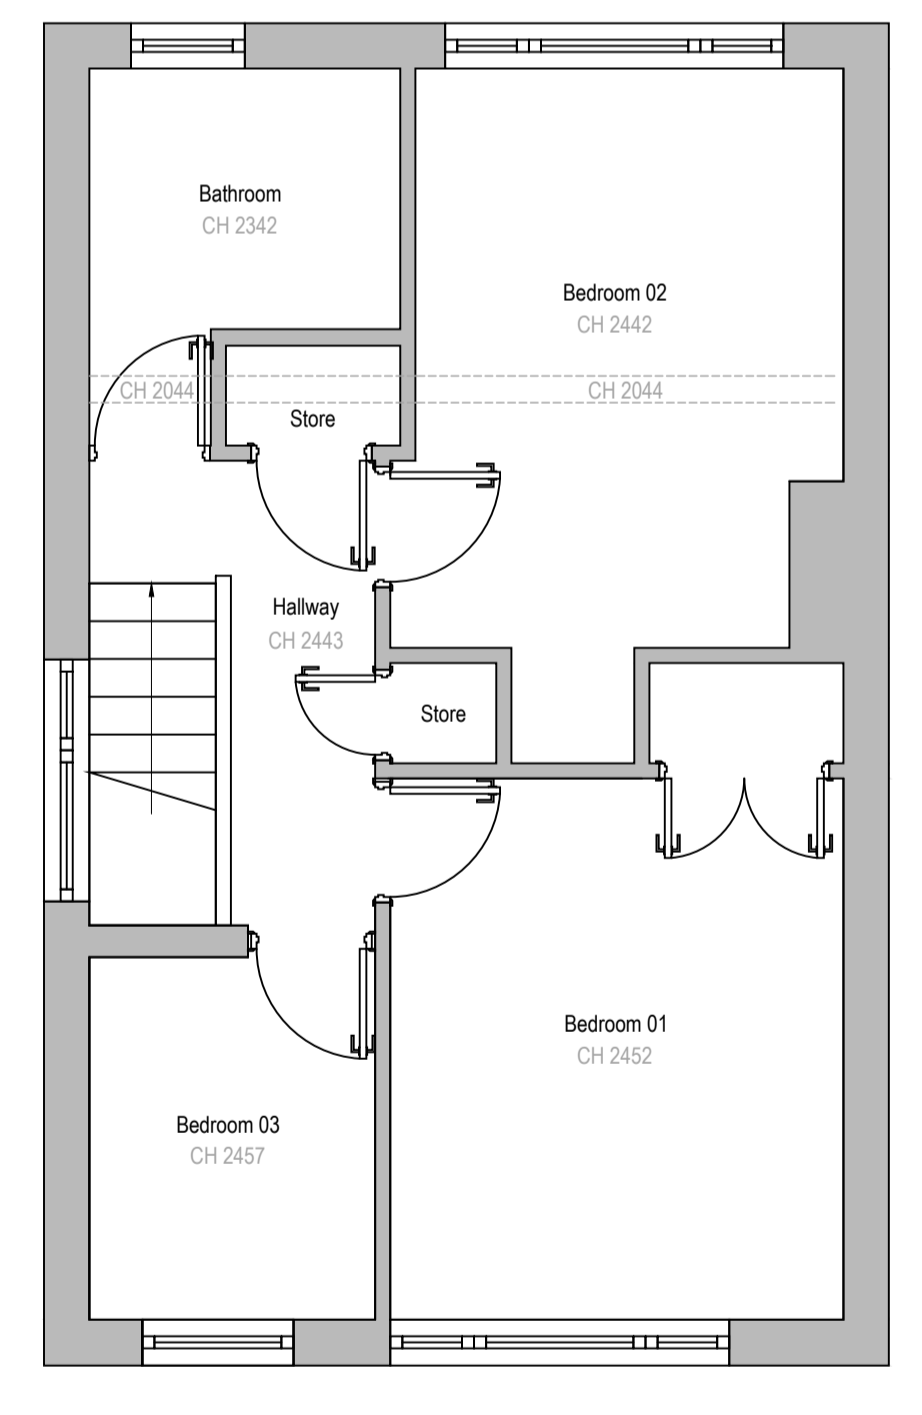 Bathroom
CH 2342
Bedroom 02
CH 2442
CH 2044
CH 2044
Store
Hallway
CH 2443
Store
Bedroom 01
CH 2452
Bedroom 03
CH 2457